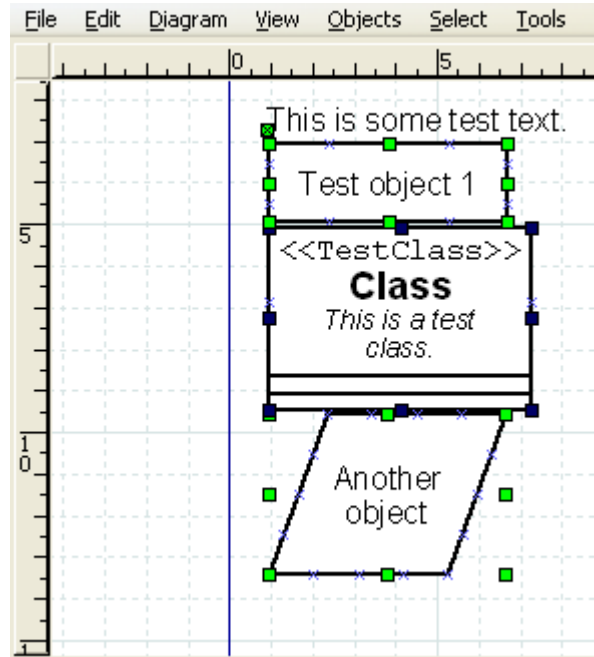 File Edit Diagram View Objects Select Tools
0 5
This is some test text.
Test object 1
5
<<TestClass>>
Class
This is a test
class.
10
Another
object
1